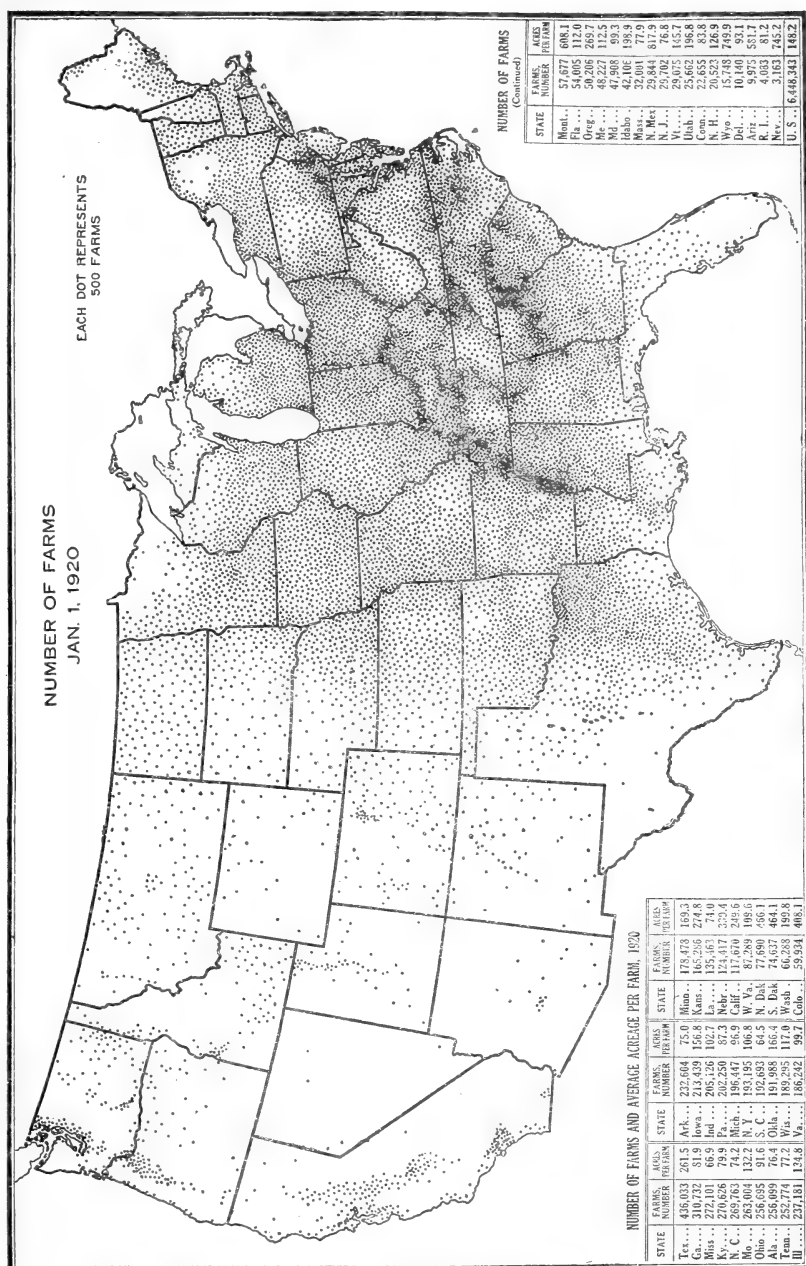 NUMBER OF FARMS
JAN. 1, 1920
EACH DOT REPRESENTS
500 FARMS
NUMBER OF FARMS AND AVERAGE ACREAGE PER FARM, 1920
STATE FARMS, NUMBER ACRES PER FARM STATE FARMS, NUMBER ACRES PER FARM STATE FARMS, NUMBER ACRES PER FARM
Tex.... 436,033 261.5 Ark... 232,604 75.0 Minn.. 178,478 169.3
Ga.... 310,732 81.9 Iowa.. 213,439 156.8 Kans.. 165,286 274.8
Miss... 272,101 66.9 Ind... 205,126 102.7 La.... 135,463 74.0
Ky.... 270,626 79.9 Pa.... 202,250 87.3 Nebr.. 124,417 339.4
N. C... 269,763 74.2 Mich.. 196,447 96.9 Calif.. 117,670 249.6
Mo.... 263,004 132.2 N. Y.. 193,195 106.8 W. Va. 87,289 109.6
Ohio.. 256,695 91.6 S. C.. 192,693 64.5 N. Dak 77,690 466.1
Ala... 256,099 76.4 Okla 191,988 166.4 S. Dak 74,637 464.1
Tenn.. 252,774 77.2 Wis... 189,295 117.0 Wash.. 66,288 199.8
Ill .... 237,181 134.8 Va.... 186,242 99.7 Colo.. 59,934 408.1
NUMBER OF FARMS
(Continued)
STATE FARMS, NUMBER ACRES PER FARM
Mont... 57,677 608.1
Fla .... 54,005 112.0
Oreg... 50,206 269.7
Me .... 48,227 112.5
Md .... 47,908 99.3
Idaho .. 42,106 198.9
Mass... 32,001 77.9
N. Mex 29,844 817.9
N. J.... 29,702 76.8
Vt .... 29,075 145.7
Utah... 25,662 196.8
Conn... 22,655 83.8
N. H... 20,523 126.9
Wyo... 15,748 749.9
Del.... 10,140 93.1
Ariz... 9,975 581.7
R. I.... 4,083 81.2
Nev.... 3,163 745.2
U. S .. 6,448,343 148.2